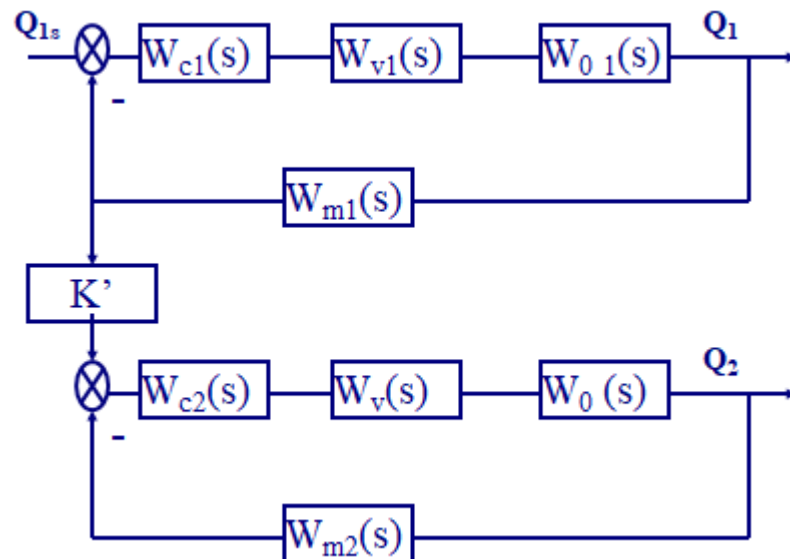 Q1s
Wc1(s) Wv1(s) W0 1(s) Q1
-
Wm1(s)
K’
Wc2(s) Wv(s) W0 (s) Q2
-
Wm2(s)